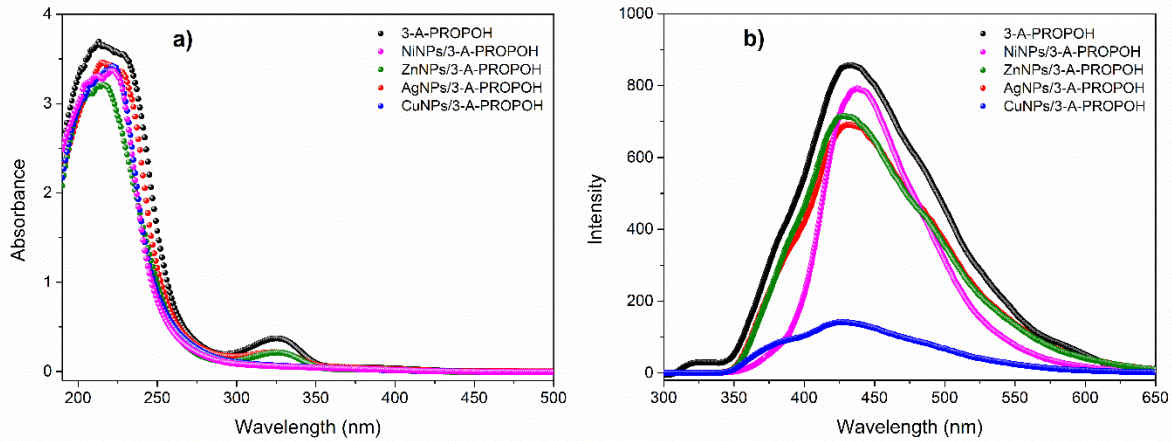 a)
3-A-PROPOH
NiNPs/3-A-PROPOH
ZnNPs/3-A-PROPOH
AgNPs/3-A-PROPOH
CuNPs/3-A-PROPOH
4
3
2
1
0
Absorbance
200
250
300
350
400
450
500
Wavelength (nm)
b)
3-A-PROPOH
NiNPs/3-A-PROPOH
ZnNPs/3-A-PROPOH
AgNPs/3-A-PROPOH
CuNPs/3-A-PROPOH
1000
800
600
400
200
0
Intensity
300
350
400
450
500
550
600
650
Wavelength (nm)